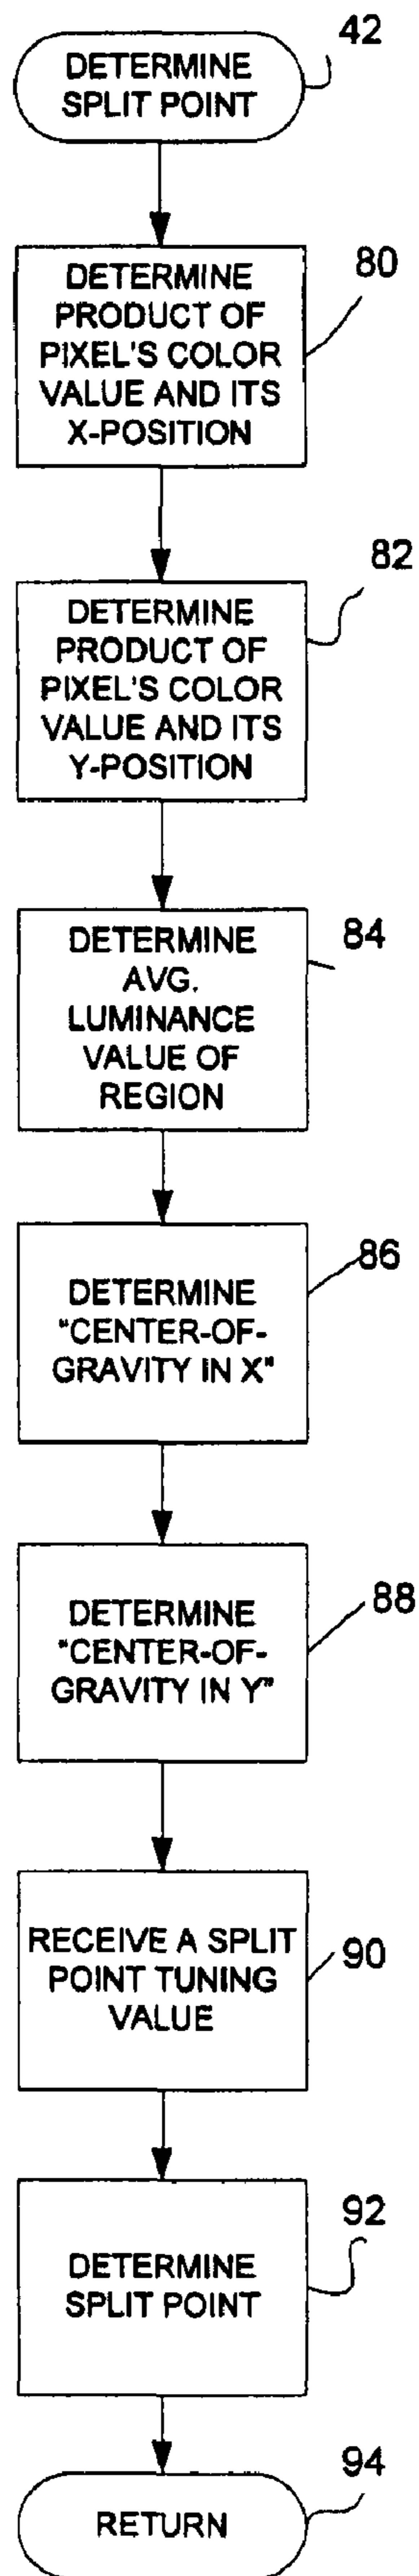 42
DETERMINE
SPLIT POINT
80
DETERMINE
PRODUCT OF
PIXEL'S COLOR
VALUE AND ITS
X-POSITION
82
DETERMINE
PRODUCT OF
PIXEL'S COLOR
VALUE AND ITS
Y-POSITION
84
DETERMINE
AVG.
LUMINANCE
VALUE OF
REGION
86
DETERMINE
"CENTER-OF-
GRAVITY IN X"
88
DETERMINE
"CENTER-OF-
GRAVITY IN Y"
90
RECEIVE A SPLIT
POINT TUNING
VALUE
92
DETERMINE
SPLIT POINT
94
RETURN